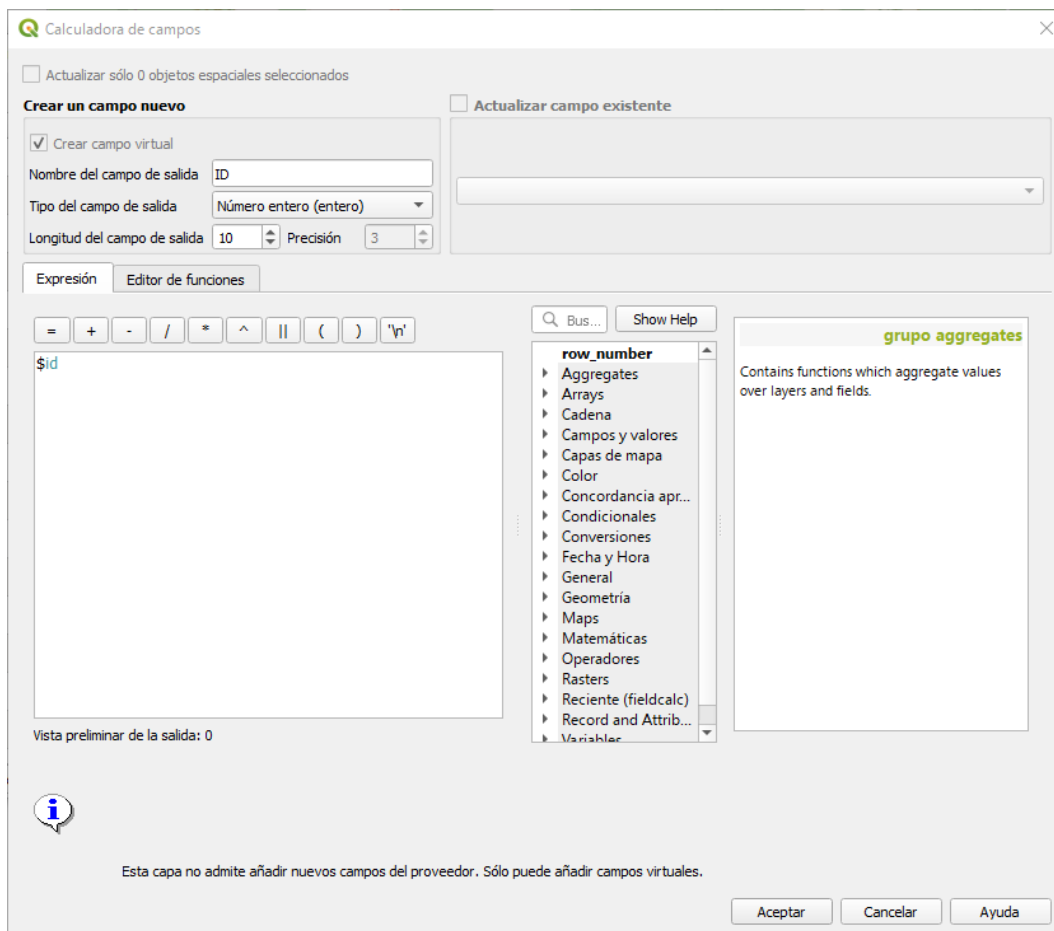 Calculadora de campos
Actualizar sólo 0 objetos espaciales seleccionados
Crear un campo nuevo
Actualizar campo existente
Crear campo virtual
Nombre del campo de salida ID
Tipo del campo de salida Número entero (entero)
Longitud del campo de salida 10 Precisión 3
Expresión Editor de funciones
= + - / * ^ || ( ) '\n'
$id
Vista preliminar de la salida: 0
Bus... Show Help
row_number
Aggregates
Arrays
Cadena
Campos y valores
Capas de mapa
Color
Concordancia apr...
Condicionales
Conversiones
Fecha y Hora
General
Geometría
Maps
Matemáticas
Operadores
Rasters
Reciente (fieldcalc)
Record and Attrib...
Variables
grupo aggregates
Contains functions which aggregate values
over layers and fields.
Esta capa no admite añadir nuevos campos del proveedor. Sólo puede añadir campos virtuales.
Aceptar Cancelar Ayuda